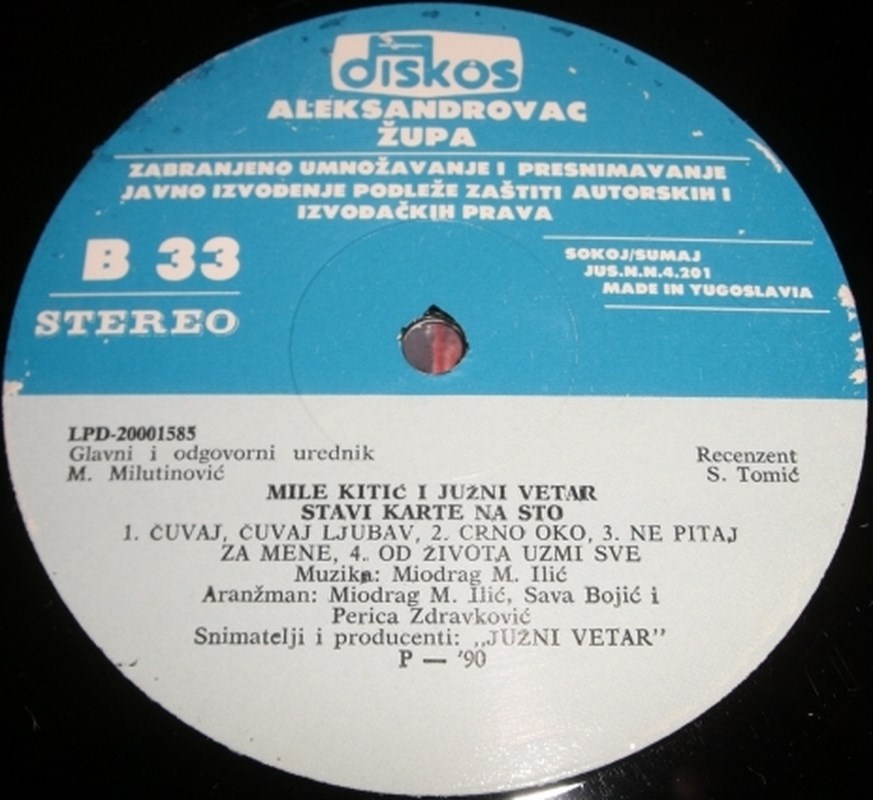 diskos
ALEKSANDROVAC
ŽUPA
ZABRANJENO UMNOŽAVANJE I PRESNIMAVANJE
JAVNO IZVOĐENJE PODLEŽE ZAŠTITI AUTORSKIH I
IZVOĐAČKIH PRAVA
B 33
STEREO
SOKOJ/SUMAJ
JUS.N.N.4.201
MADE IN YUGOSLAVIA
LPD-20001585
Glavni i odgovorni urednik
M. Milutinović
Recenzent
S. Tomić
MILE KITIĆ I JUŽNI VETAR
STAVI KARTE NA STO
1. ČUVAJ, ČUVAJ LJUBAV, 2. CRNO OKO, 3. NE PITAJ
ZA MENE, 4. OD ŽIVOTA UZMI SVE
Muzika: Miodrag M. Ilić
Aranžman: Miodrag M. Ilić, Sava Bojić i
Perica Zdravković
Snimatelji i producenti: „JUŽNI VETAR”
P — '90